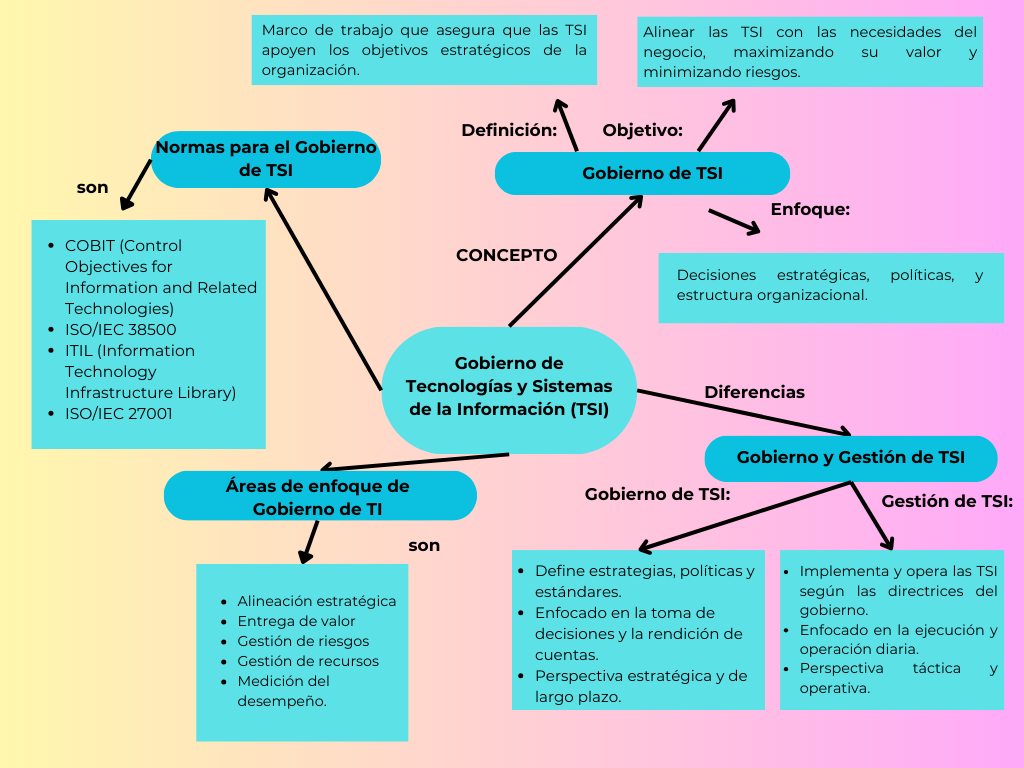 Marco de trabajo que asegura que las TSI
apoyen los objetivos estratégicos de la
organización.
Alinear las TSI con las necesidades del
negocio, maximizando su valor y
minimizando riesgos.
Definición:
Objetivo:
Normas para el Gobierno
de TSI
Gobierno de TSI
son
Enfoque:
COBIT (Control
Objectives for
Information and Related
Technologies)
ISO/IEC 38500
ITIL (Information
Technology
Infrastructure Library)
ISO/IEC 27001
CONCEPTO
Decisiones estratégicas, políticas, y
estructura organizacional.
Gobierno de
Tecnologías y Sistemas
de la Información (TSI)
Diferencias
Gobierno y Gestión de TSI
Áreas de enfoque de
Gobierno de TI
Gobierno de TSI:
Gestión de TSI:
son
Alineación estratégica
Entrega de valor
Gestión de riesgos
Gestión de recursos
Medición del
desempeño.
Define estrategias, políticas y
estándares.
Enfocado en la toma de
decisiones y la rendición de
cuentas.
Perspectiva estratégica y de
largo plazo.
Implementa y opera las TSI
según las directrices del
gobierno.
Enfocado en la ejecución y
operación diaria.
Perspectiva táctica y
operativa.